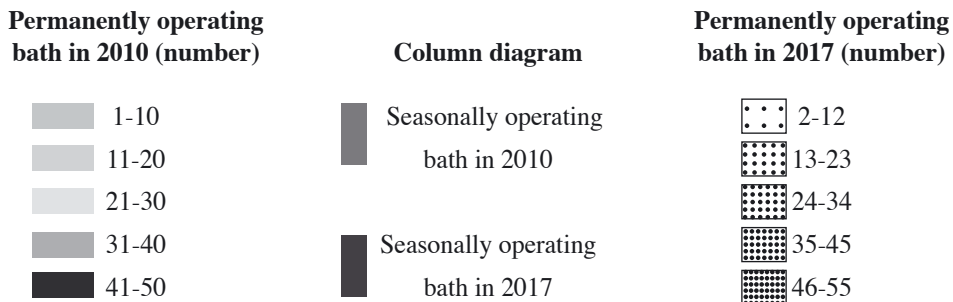 Permanently operating
bath in 2010 (number)
1-10
11-20
21-30
31-40
41-50
Column diagram
Seasonally operating
bath in 2010
Seasonally operating
bath in 2017
Permanently operating
bath in 2017 (number)
2-12
13-23
24-34
35-45
46-55